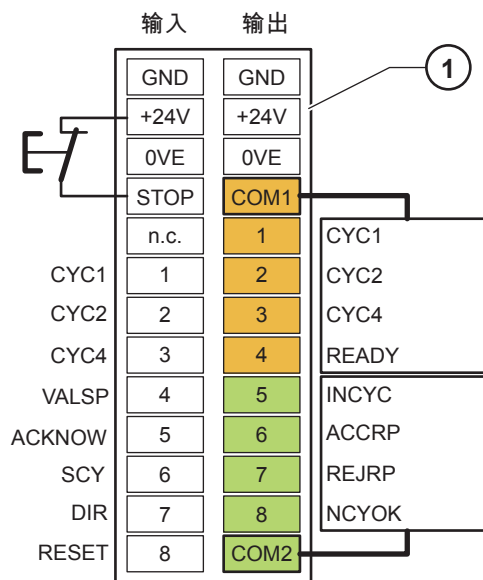 输入 输出
1
GND GND
+24V +24V
0VE 0VE
STOP COM1
n.c. 1 CYC1
CYC1 1 2 CYC2
CYC2 2 3 CYC4
CYC4 3 4 READY
VALSP 4 5 INCYC
ACKNOW 5 6 ACCRP
SCY 6 7 REJRP
DIR 7 8 NCYOK
RESET 8 COM2